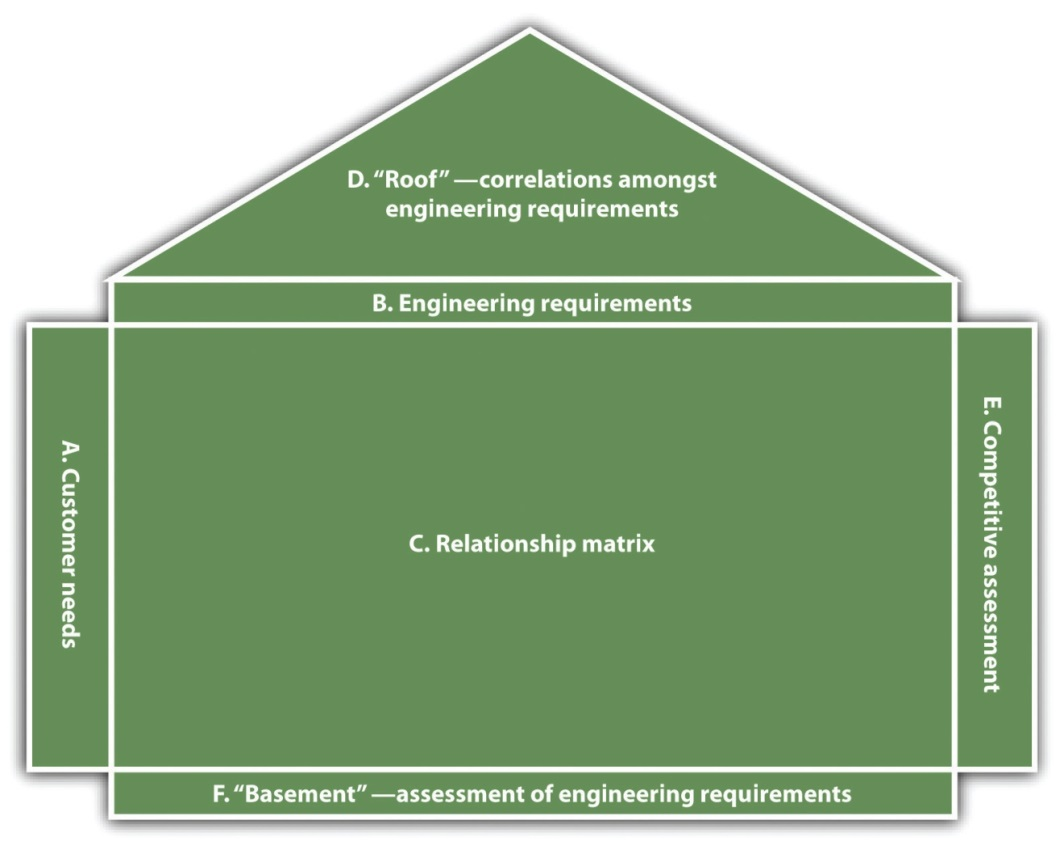 D. “Roof” —correlations amongst
engineering requirements
B. Engineering requirements
A. Customer needs
C. Relationship matrix
E. Competitive assessment
F. “Basement” —assessment of engineering requirements